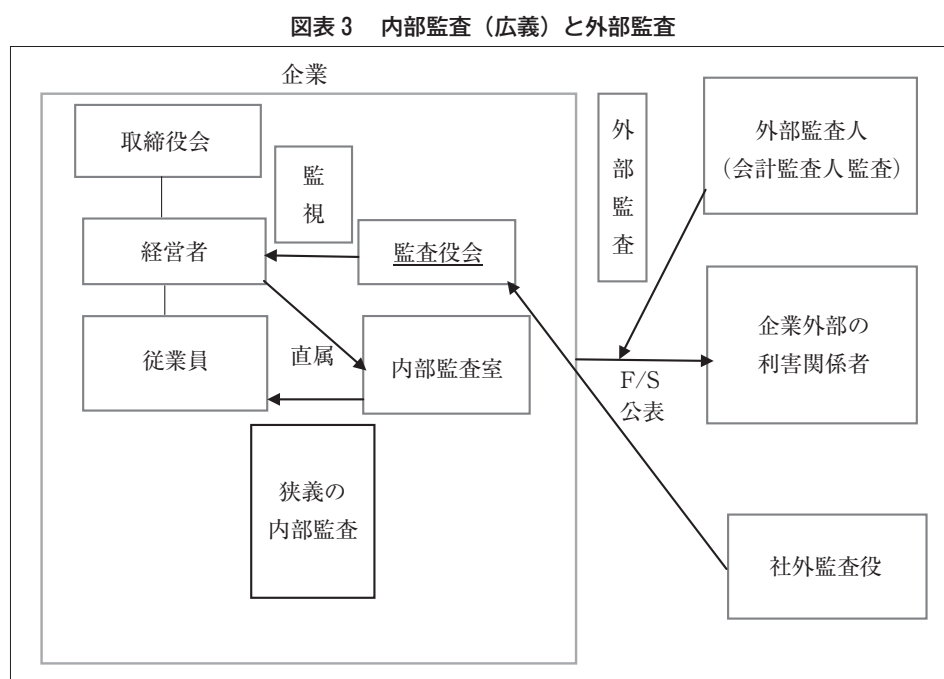 図表3 内部監査（広義）と外部監査
企業
取締役会
監視
外部監査
外部監査人
（会計監査人監査）
経営者
監査役会
従業員
直属
内部監査室
F/S
公表
企業外部の
利害関係者
狭義の
内部監査
社外監査役